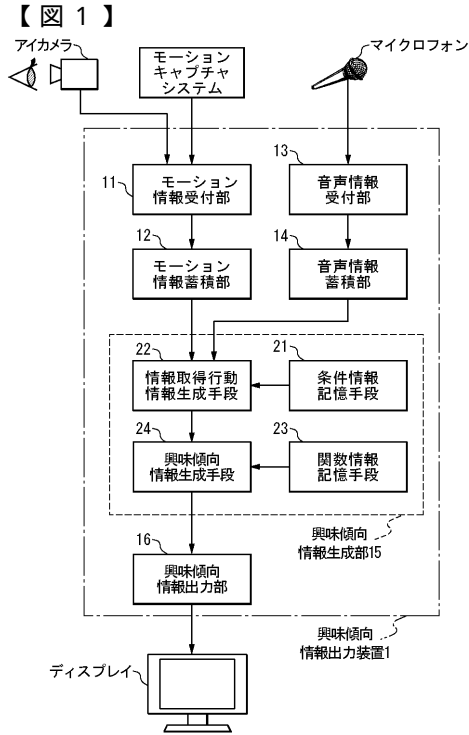 【図1】
アイカメラ
モーション
キャプチャ
システム
マイクロフォン
11
モーション
情報受付部
13
音声情報
受付部
12
モーション
情報蓄積部
14
音声情報
蓄積部
22
情報取得行動
情報生成手段
21
条件情報
記憶手段
24
興味傾向
情報生成手段
23
関数情報
記憶手段
興味傾向
情報生成部15
16
興味傾向
情報出力部
興味傾向
情報出力装置1
ディスプレイ